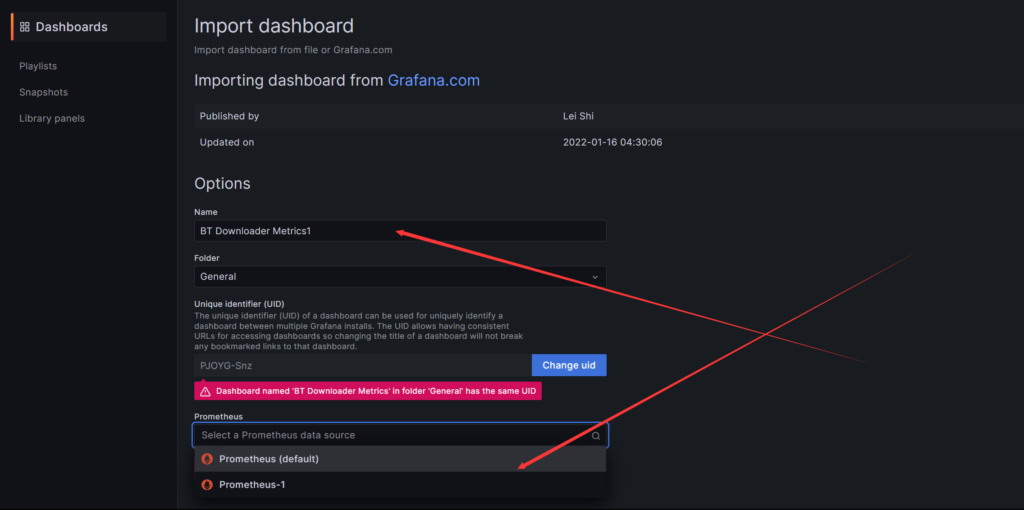 Dashboards
Playlists
Snapshots
Library panels
Import dashboard
Import dashboard from file or Grafana.com
Importing dashboard from Grafana.com
Published by Lei Shi
Updated on 2022-01-16 04:30:06
Options
Name
BT Downloader Metrics1
Folder
General
Unique identifier (UID)
The unique identifier (UID) of a dashboard can be used for uniquely identify a
dashboard between multiple Grafana installs. The UID allows having consistent
URLs for accessing dashboards so changing the title of a dashboard will not break
any bookmarked links to that dashboard.
PJOYG-Snz Change uid
Dashboard named 'BT Downloader Metrics' in folder 'General' has the same UID
Prometheus
Select a Prometheus data source
Prometheus (default)
Prometheus-1